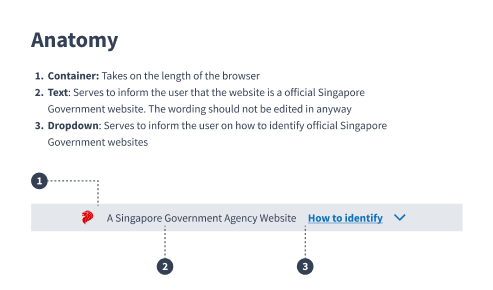 Anatomy
1. Container: Takes on the length of the browser
2. Text: Serves to inform the user that the website is a official Singapore
Government website. The wording should not be edited in anyway
3. Dropdown: Serves to inform the user on how to identify official Singapore
Government websites
1
A Singapore Government Agency Website How to identify
2 3